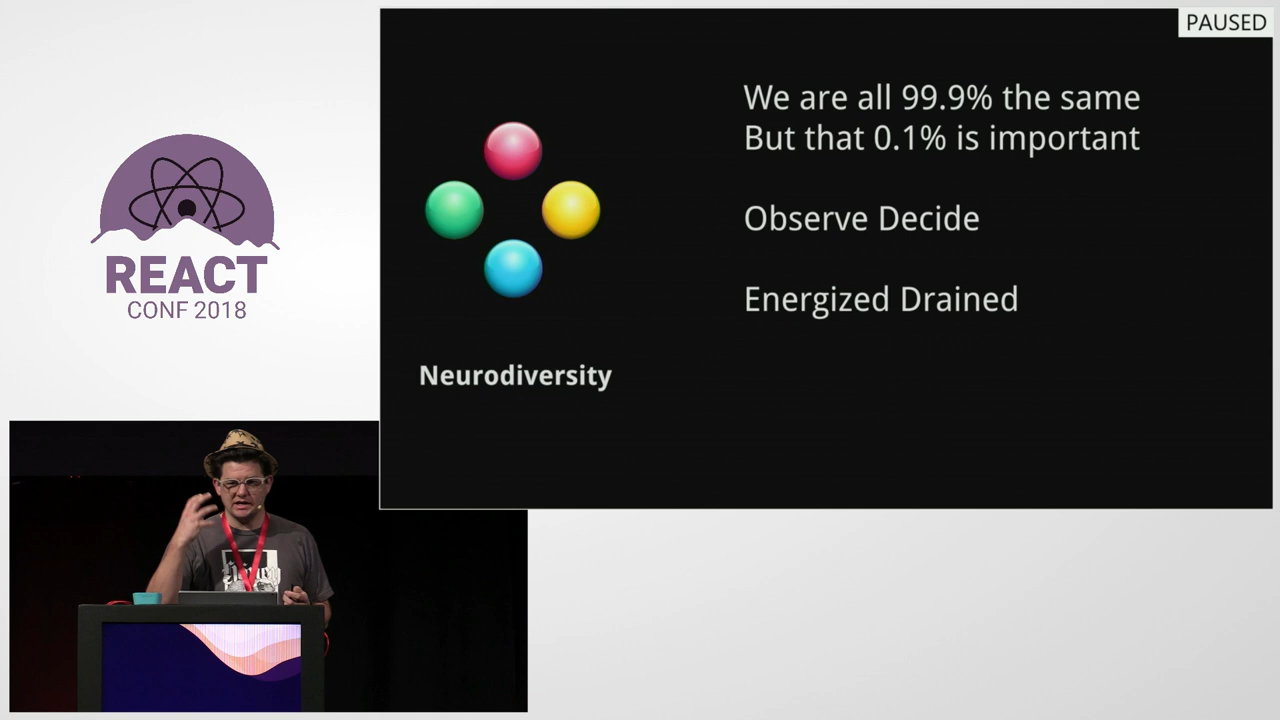 PAUSED
We are all 99.9% the same
But that 0.1% is important
Observe Decide
Energized Drained
Neurodiversity
REACT
CONF 2018